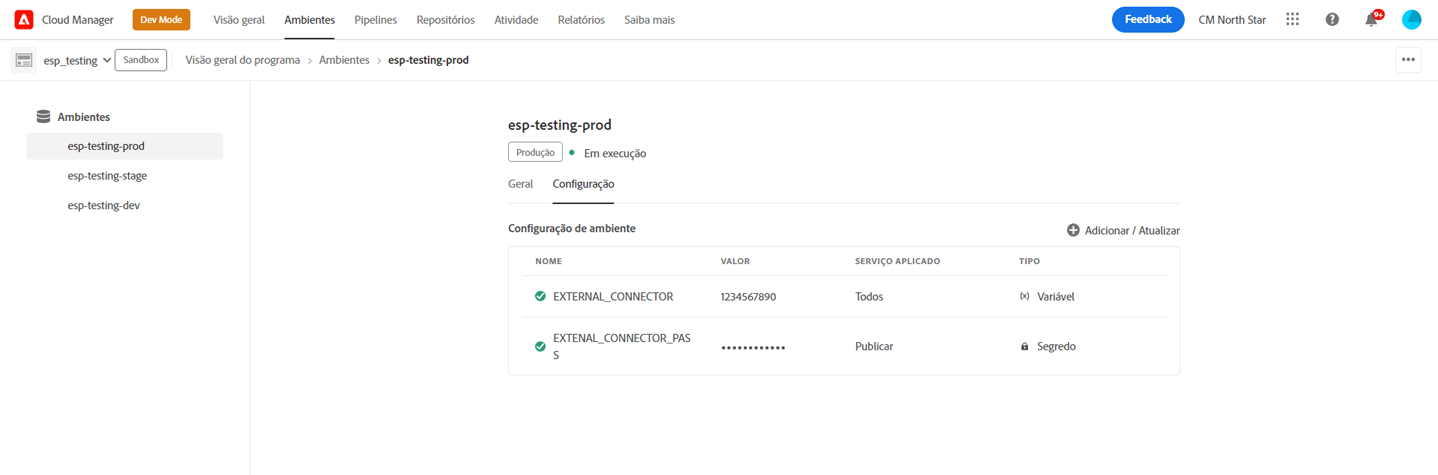 Cloud Manager Dev Mode Visão geral Ambientes Pipelines Repositórios Atividade Relatórios Saiba mais Feedback CM North Star 9+
esp_testing Sandbox Visão geral do programa > Ambientes > esp-testing-prod
Ambientes
esp-testing-prod
esp-testing-stage
esp-testing-dev
esp-testing-prod
Produção Em execução
Geral Configuração
Configuração de ambiente Adicionar / Atualizar
NOME VALOR SERVIÇO APLICADO TIPO
EXTERNAL_CONNECTOR 1234567890 Todos (x) Variável
EXTENAL_CONNECTOR_PAS
S •••••••••••• Publicar Segredo